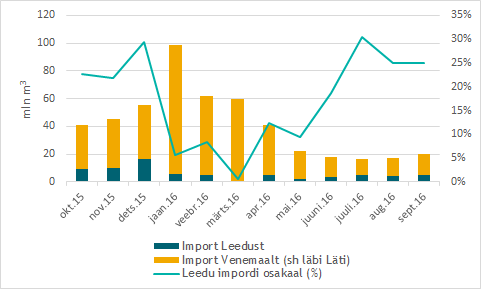 120
100
80
60
40
20
0
mln m³
35%
30%
25%
20%
15%
10%
5%
0%
okt.15
nov.15
dets.15
jaan.16
veebr.16
märts.16
apr.16
mai.16
juuni.16
juuli.16
aug.16
sept.16
Import Leedust
Import Venemaalt (sh läbi Läti)
Leedu impordi osakaal (%)